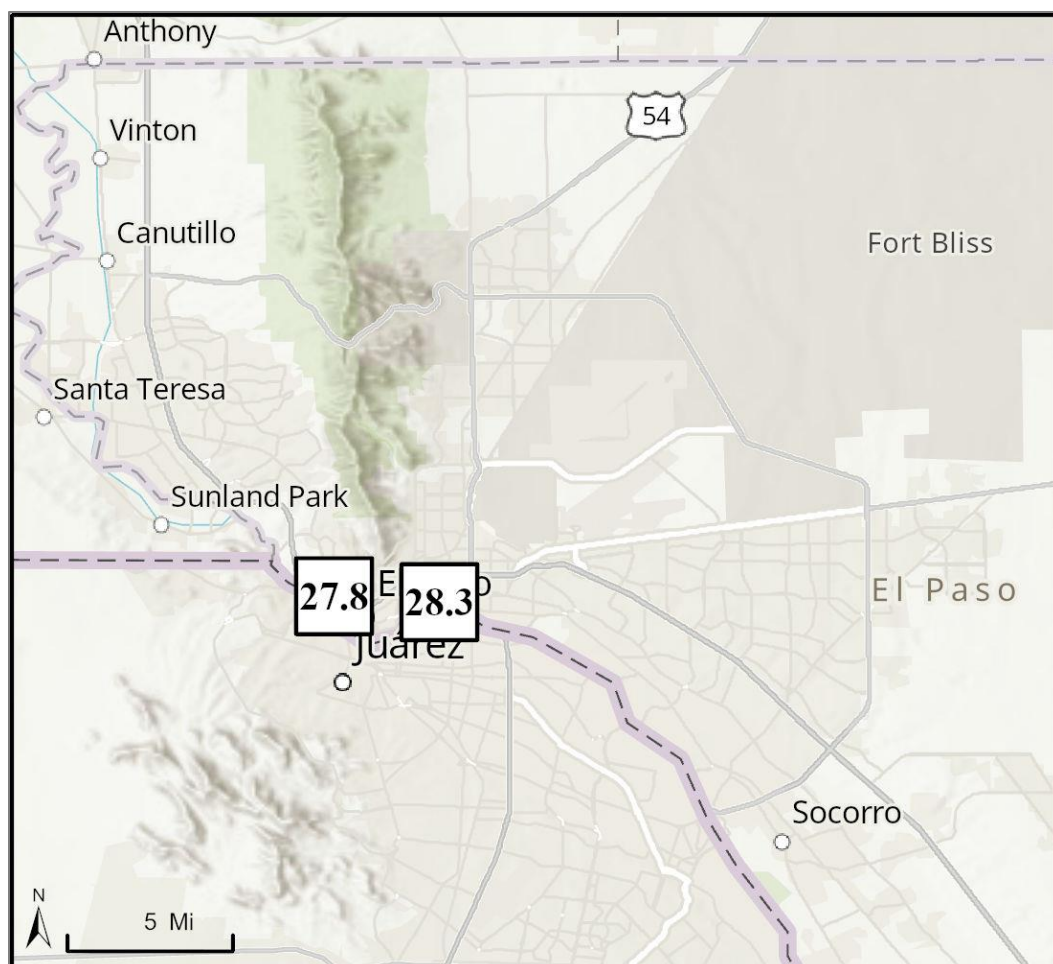 Anthony
54
Vinton
Canutillo
Fort Bliss
Santa Teresa
Sunland Park
27.8
28.3
El Paso
Juárez
Socorro
N
5 Mi